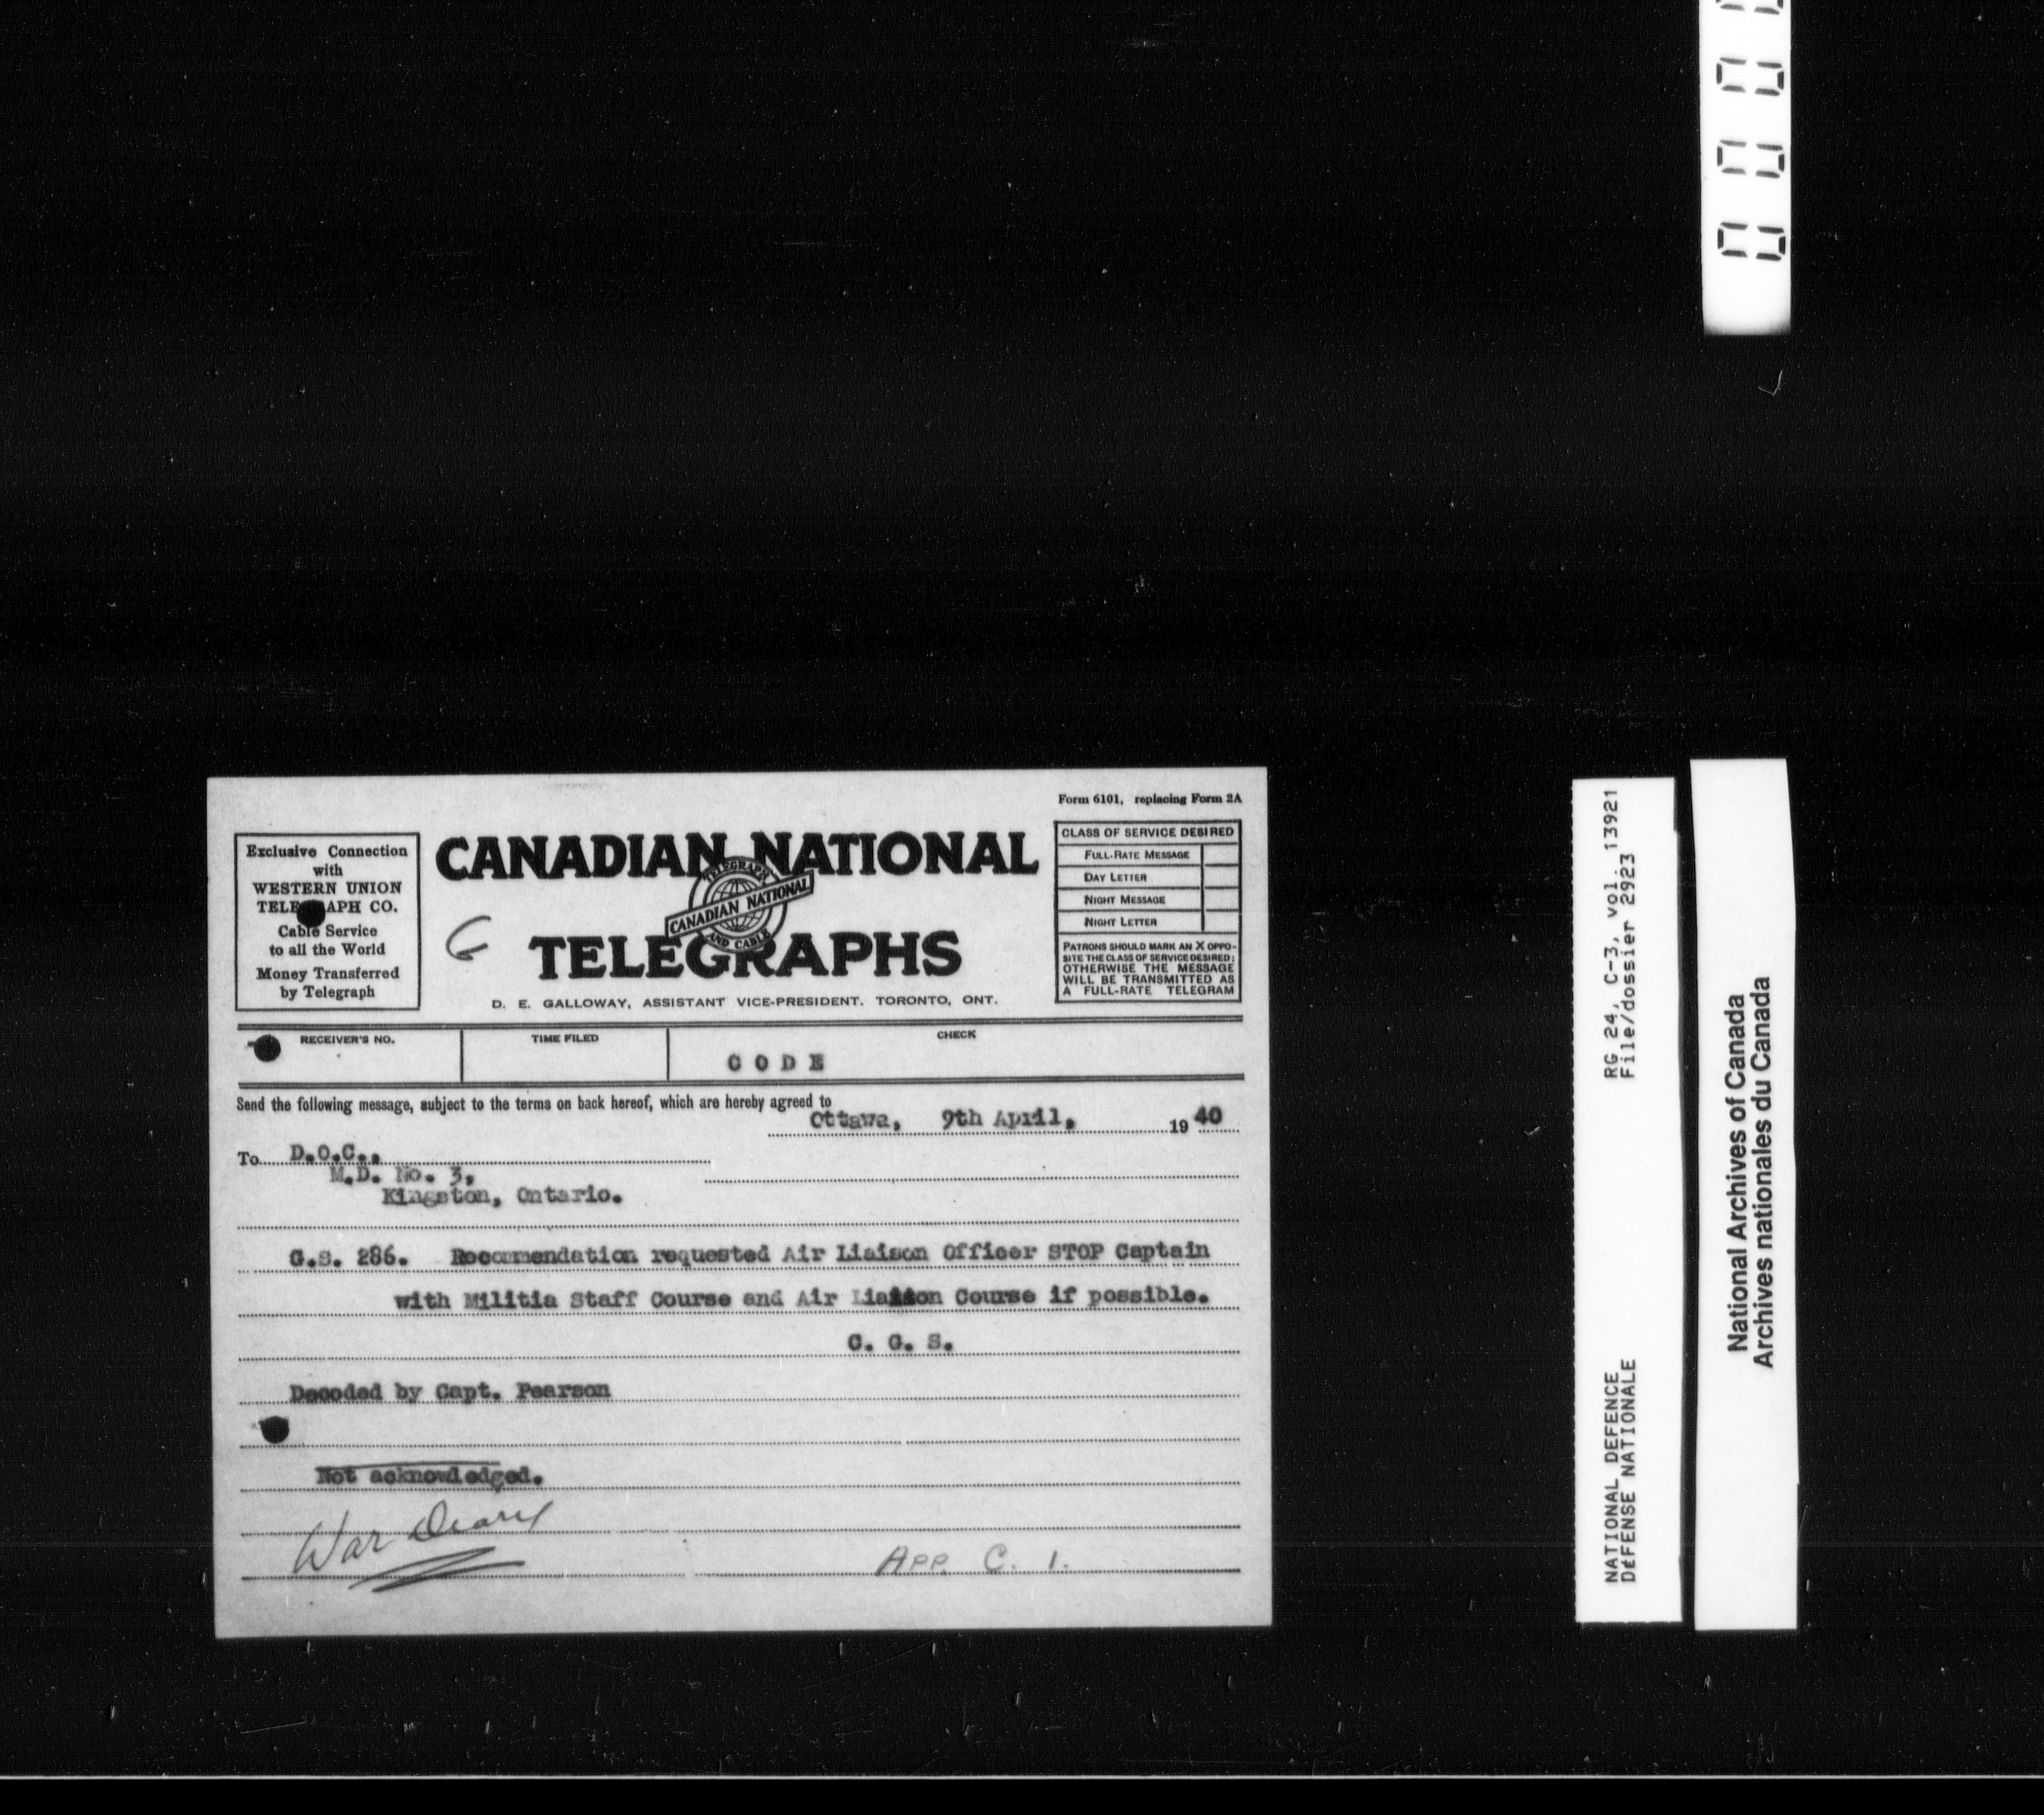 Form 6101, replacing Form 2A
Exclusive Connection
with
WESTERN UNION
TELEGRAPH CO.
Cable Service
to all the World
Money Transferred
by Telegraph
CANADIAN NATIONAL
TELEGRAPH
CANADIAN NATIONAL
AND CABLE
TELEGRAPHS
D. E. GALLOWAY, ASSISTANT VICE-PRESIDENT. TORONTO, ONT.
CLASS OF SERVICE DESIRED
FULL-RATE MESSAGE
DAY LETTER
NIGHT MESSAGE
NIGHT LETTER
PATRONS SHOULD MARK AN X OPPO-
SITE THE CLASS OF SERVICE DESIRED;
OTHERWISE THE MESSAGE
WILL BE TRANSMITTED AS
A FULL-RATE TELEGRAM
RECEIVER'S NO.
TIME FILED
CHECK
CODE
Send the following message, subject to the terms on back hereof, which are hereby agreed to
Ottawa, 9th April, 1940
To D.O.C.,
M.D. No. 3,
Kingston, Ontario.
G.S. 286. Recommendation requested Air Liaison Officer STOP Captain
with Militia Staff Course and Air Liaison Course if possible.
C. G. S.
Decoded by Capt. Pearson
Not acknowledged.
War Diary
App. C. 1.
RG 24, C-3, vol. 13921
File/dossier 2923
NATIONAL DEFENCE
DéFENSE NATIONALE
National Archives of Canada
Archives nationales du Canada